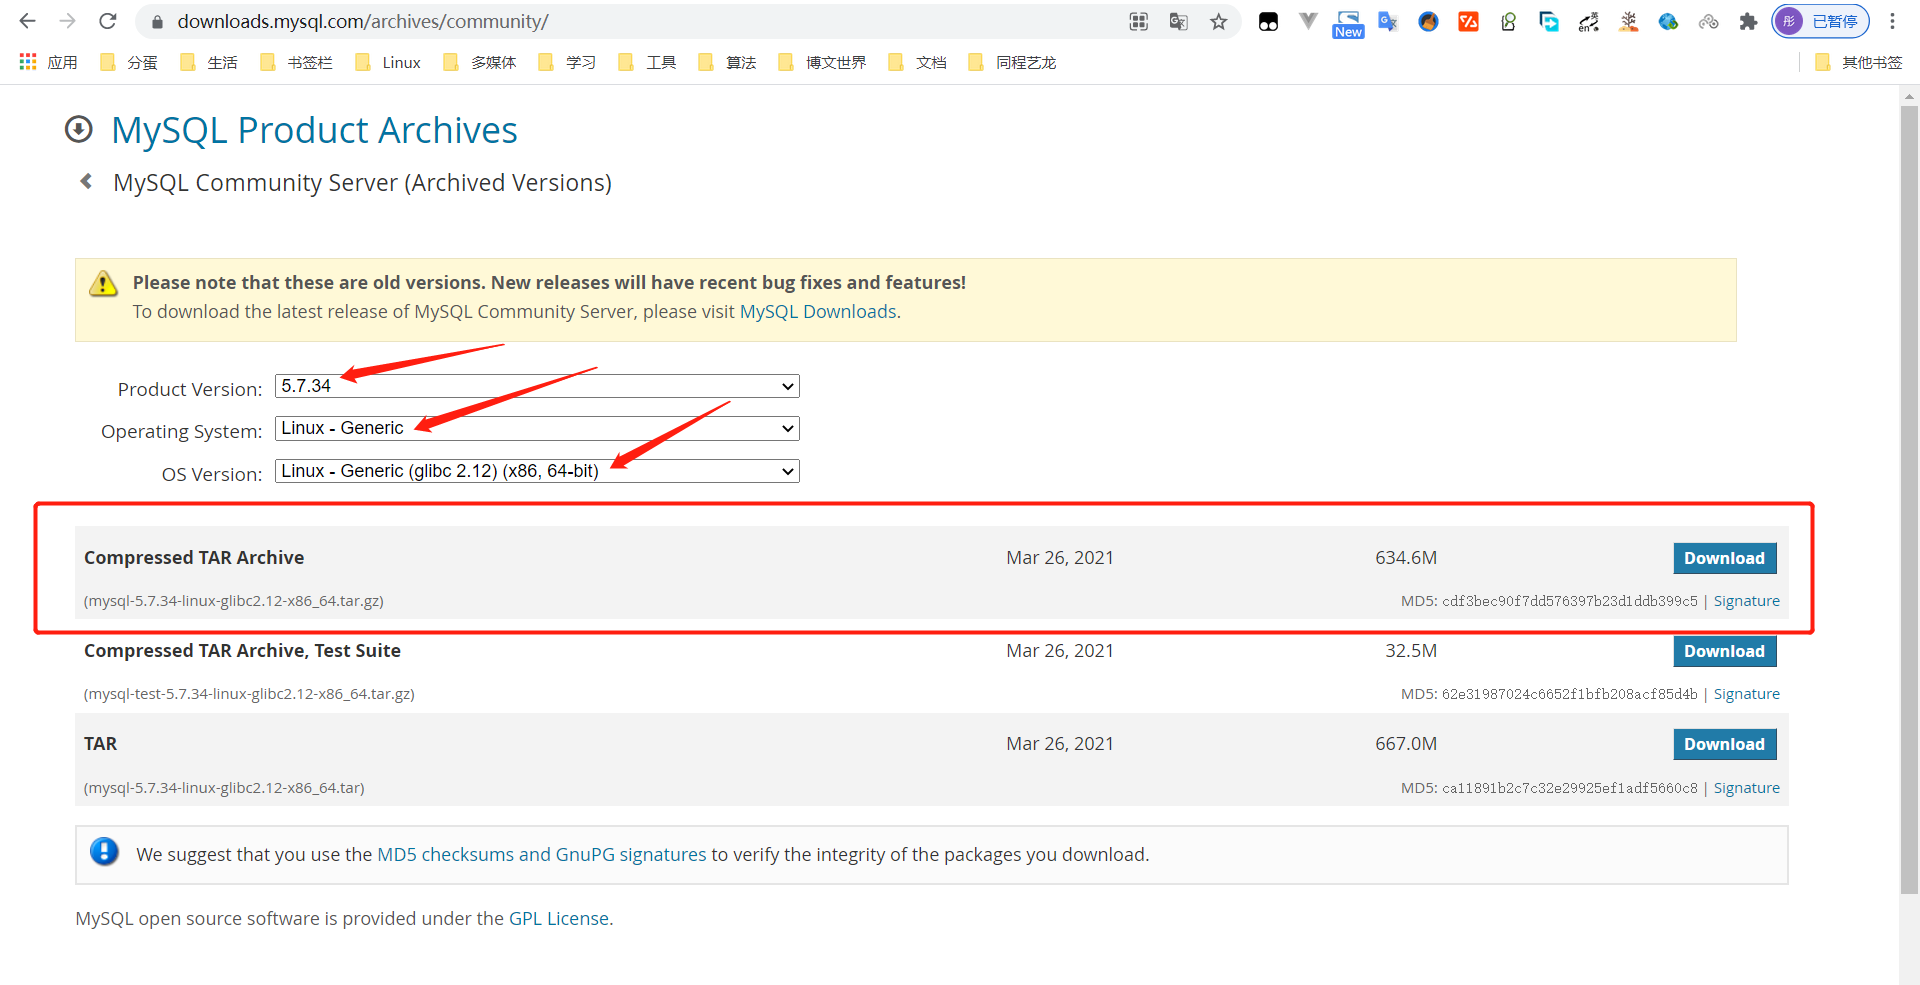 downloads.mysql.com/archives/community/
New
en
英
彤
已暂停
应用
分蛋
生活
书签栏
Linux
多媒体
学习
工具
算法
博文世界
文档
同程艺龙
其他书签
MySQL Product Archives
MySQL Community Server (Archived Versions)
Please note that these are old versions. New releases will have recent bug fixes and features!
To download the latest release of MySQL Community Server, please visit MySQL Downloads.
Product Version: 5.7.34
Operating System: Linux - Generic
OS Version: Linux - Generic (glibc 2.12) (x86, 64-bit)
Compressed TAR Archive Mar 26, 2021 634.6M Download
(mysql-5.7.34-linux-glibc2.12-x86_64.tar.gz) MD5: cdf3bec90f7dd576397b23d1ddb399c5 | Signature
Compressed TAR Archive, Test Suite Mar 26, 2021 32.5M Download
(mysql-test-5.7.34-linux-glibc2.12-x86_64.tar.gz) MD5: 62e31987024c6652f1bfb208acf85d4b | Signature
TAR Mar 26, 2021 667.0M Download
(mysql-5.7.34-linux-glibc2.12-x86_64.tar) MD5: ca11891b2c7c32e29925ef1adf5660c8 | Signature
We suggest that you use the MD5 checksums and GnuPG signatures to verify the integrity of the packages you download.
MySQL open source software is provided under the GPL License.